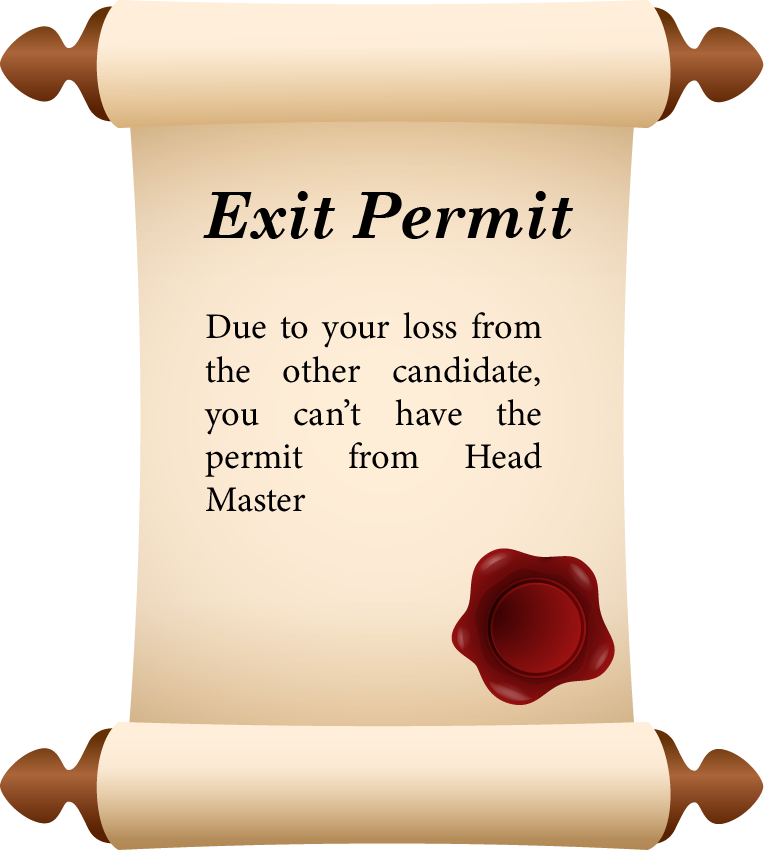 Exit Permit
Due to your loss from
the other candidate,
you can’t have the
permit from Head
Master